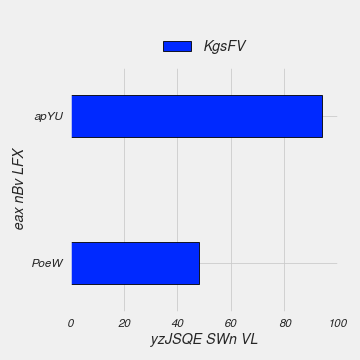 KgsFV
apYU
PoeW
eax nBv LFX
0 20 40 60 80 100
yzJSQE SWn VL